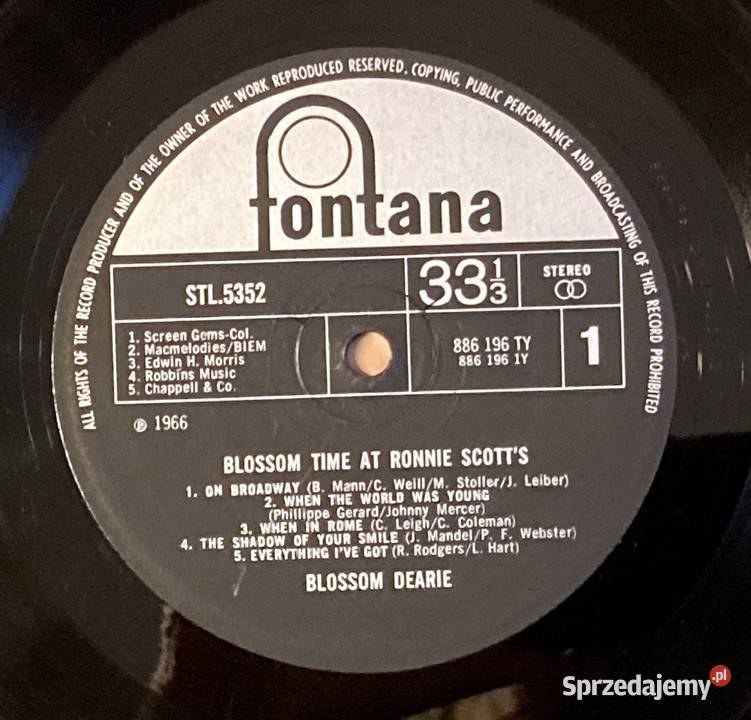 ALL RIGHTS OF THE RECORD PRODUCER AND OF THE OWNER OF THE WORK REPRODUCED RESERVED. COPYING, PUBLIC PERFORMANCE AND BROADCASTING OF THIS RECORD PROHIBITED
fontana
STL.5352
33 1/3
STEREO
1. Screen Gems-Col.
2. Macmelodies/BIEM
3. Edwin H. Morris
4. Robbins Music
5. Chappell & Co.
886 196 TY
886 196 1Y
1
℗ 1966
BLOSSOM TIME AT RONNIE SCOTT'S
1. ON BROADWAY (B. Mann/C. Weill/M. Stoller/J. Leiber)
2. WHEN THE WORLD WAS YOUNG
(Phillippe Gerard/Johnny Mercer)
3. WHEN IN ROME (C. Leigh/C. Coleman)
4. THE SHADOW OF YOUR SMILE (J. Mandel/P. F. Webster)
5. EVERYTHING I'VE GOT (R. Rodgers/L. Hart)
BLOSSOM DEARIE
Sprzedajemy.pl